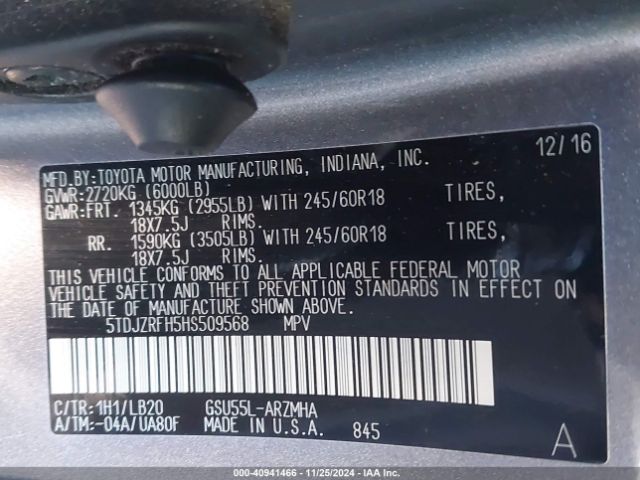 12/16
MFD.BY:TOYOTA MOTOR MANUFACTURING, INDIANA, INC.
GVWR:2720KG (6000LB)
GAWR:FRT. 1345KG (2955LB) WITH 245/60R18 TIRES,
18X7.5J RIMS.
RR. 1590KG (3505LB) WITH 245/60R18 TIRES,
18X7.5J RIMS.
THIS VEHICLE CONFORMS TO ALL APPLICABLE FEDERAL MOTOR
VEHICLE SAFETY AND THEFT PREVENTION STANDARDS IN EFFECT ON
THE DATE OF MANUFACTURE SHOWN ABOVE.
5TDJZRFH5HS509568 MPV
C/TR:1H1/LB20 GSU55L-ARZMHA
A/TM:-04A/UA80F MADE IN U.S.A. 845
A
000-40941466 - 11/25/2024 - IAAI.COM